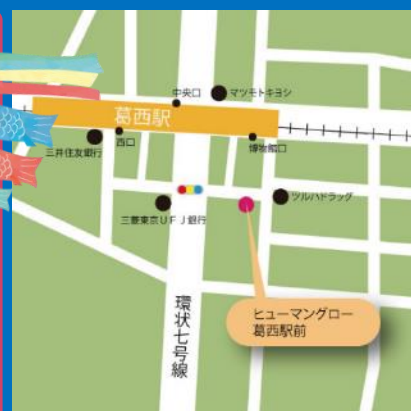 中央口
マツモトキヨシ
葛西駅
三井住友銀行
西口
博物館口
三菱東京UFJ銀行
ツルハドラッグ
環状七号線
ヒューマングロー
葛西駅前